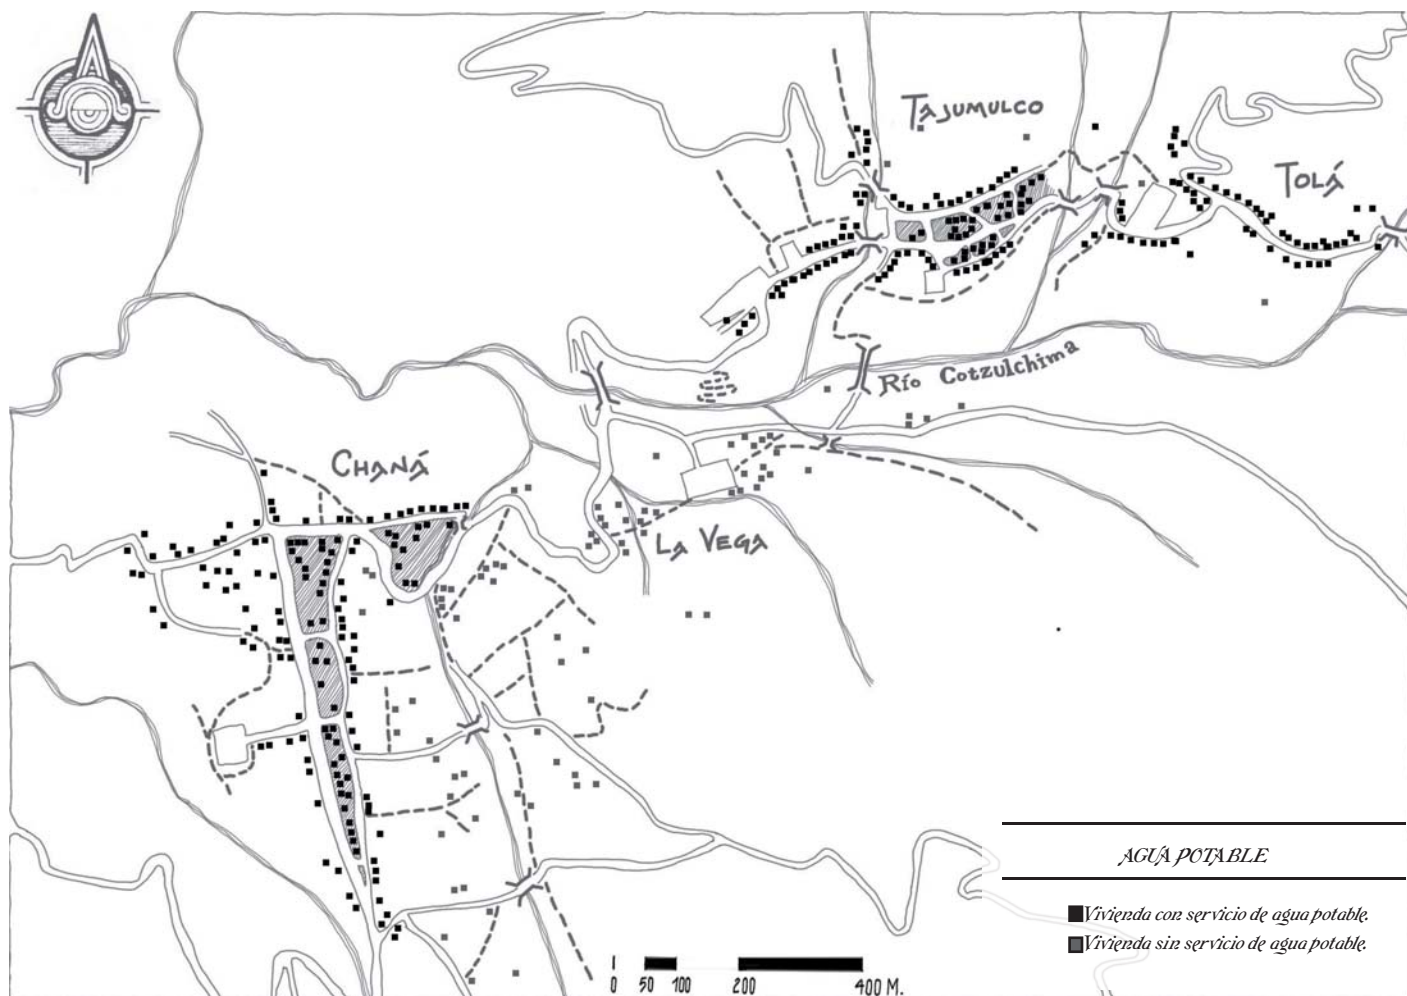 TAJUMULCO
TOLÁ
Río Cotzulchima
CHANÁ
LA VEGA
AGUA POTABLE
Vivienda con servicio de agua potable.
Vivienda sin servicio de agua potable.
0 50 100 200 400 M.